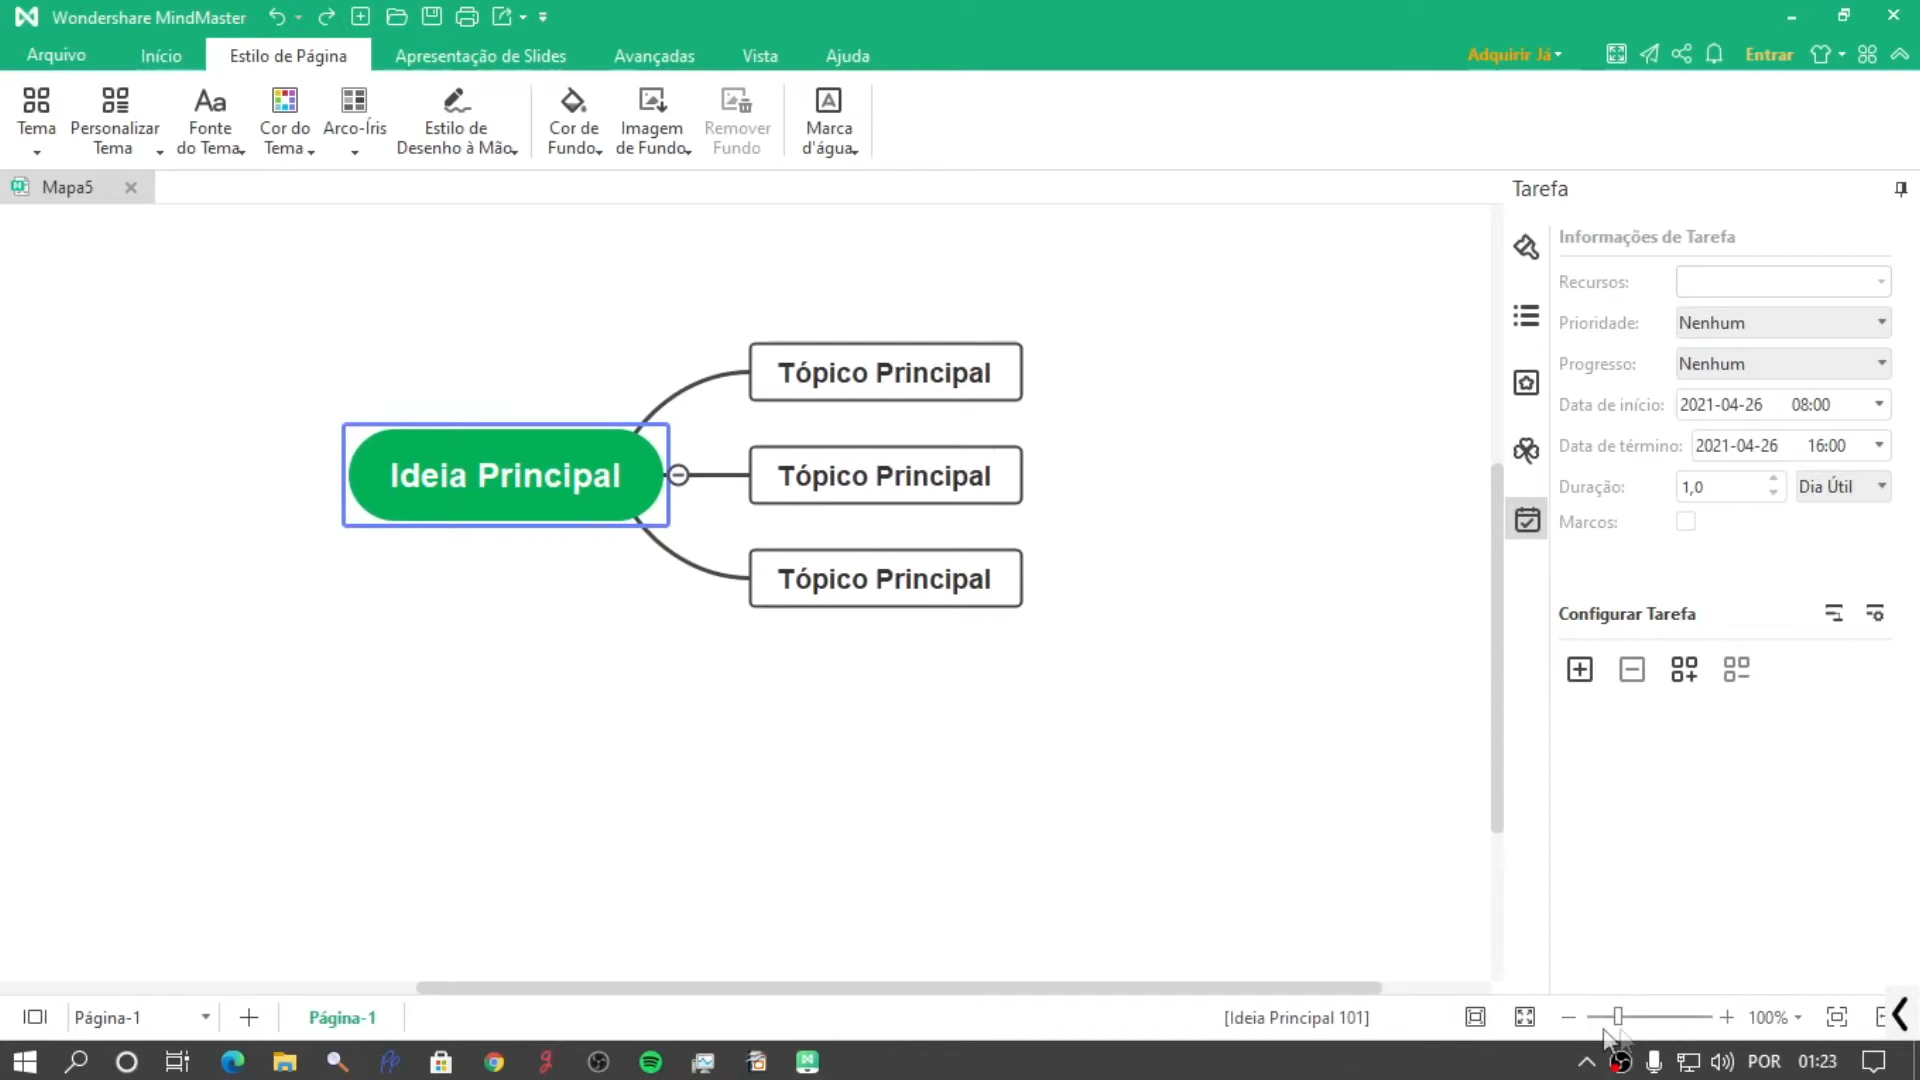 Wondershare MindMaster
Arquivo Início Estilo de Página Apresentação de Slides Avançadas Vista Ajuda Adquirir Já Entrar
Tema Personalizar Tema Aa Fonte do Tema Cor do Tema Arco-Íris Estilo de Desenho à Mão Cor de Fundo Imagem de Fundo Remover Fundo A Marca d'água
Mapa5
Tarefa
Informações de Tarefa
Recursos:
Prioridade: Nenhum
Progresso: Nenhum
Data de início: 2021-04-26 08:00
Data de término: 2021-04-26 16:00
Duração: 1,0 Dia Útil
Marcos:
Configurar Tarefa
Tópico Principal
Ideia Principal
Tópico Principal
Tópico Principal
Página-1 Página-1 [Ideia Principal 101] 100%
POR 01:23